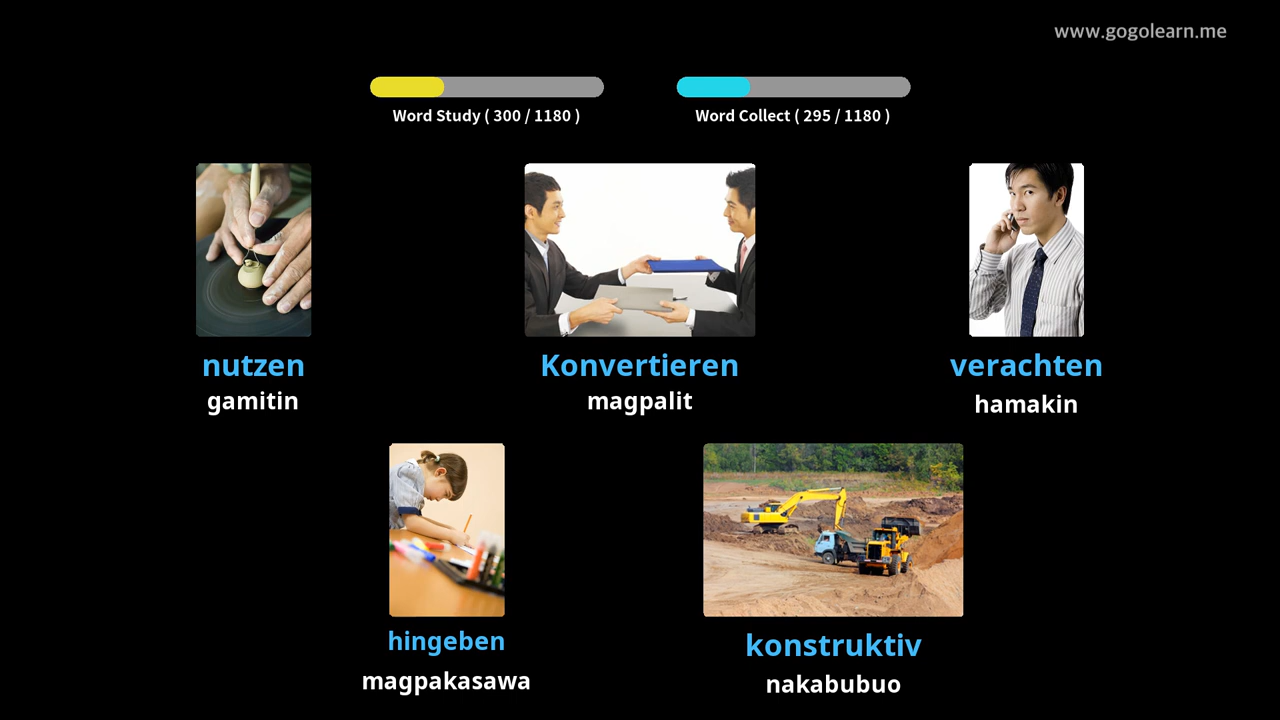 www.gogolearn.me
Word Study ( 300 / 1180 )
Word Collect ( 295 / 1180 )
nutzen
gamitin
Konvertieren
magpalit
verachten
hamakin
hingeben
magpakasawa
konstruktiv
nakabubuo